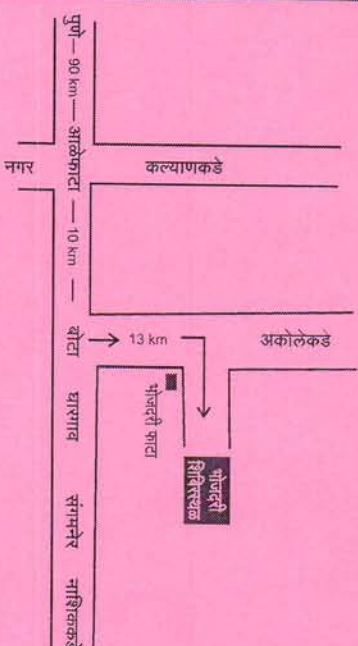 पुणे — 90 km — आळेफाटा — 10 km —
बोटा
घारगाव
संगमनेर
नाशिककडे
नगर
कल्याणकडे
13 km
अकोलेकडे
भोजदरी फाटा
भोजदरी
शिबिरस्थळ